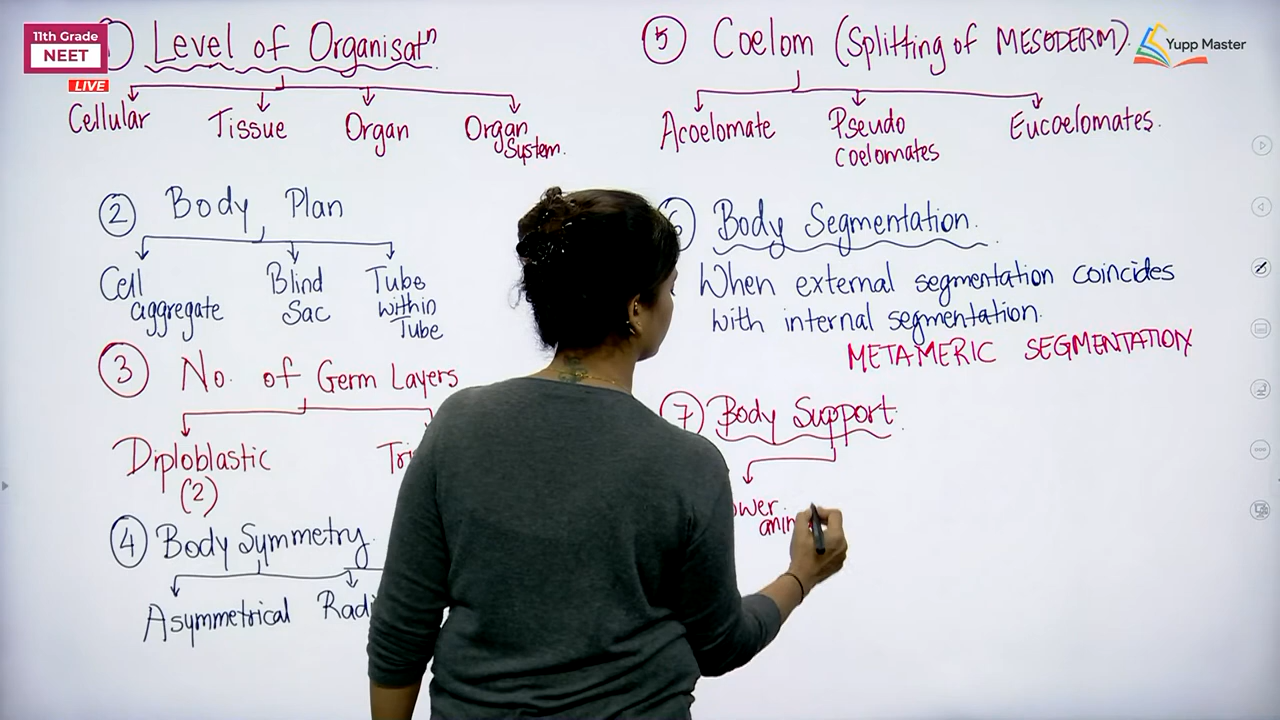 11th Grade
NEET
LIVE
Level of Organisatⁿ
Cellular
Tissue
Organ
Organ
System.
② Body Plan
Cell
aggregate
Blind
Sac
Tube
within
Tube
③ No. of Germ Layers
Diploblastic
(2)
④ Body Symmetry
Asymmetrical
⑤ Coelom (Splitting of MESODERM).
Yupp Master
Acoelomate
Pseudo
coelomates
Eucoelomates.
⑥ Body Segmentation.
When external segmentation coincides
with internal segmentation.
METAMERIC SEGMENTATION
⑦ Body Support.